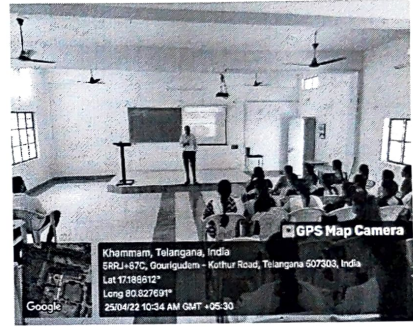 GPS Map Camera
Khammam, Telangana, India
5RRJ+87C, Gourigudem - Kothur Road, Telangana 507303, India
Lat 17.188612°
Long 80.827691°
25/04/22 10:34 AM GMT +05:30
Google